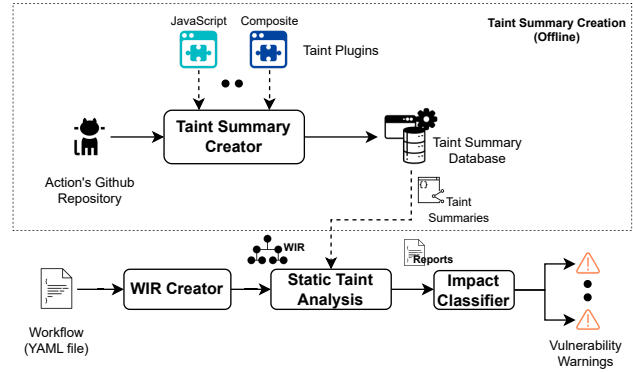 Taint Summary Creation
(Offline)
JavaScript
Composite
Taint Plugins
Taint Summary
Creator
Taint Summary
Database
Action's Github
Repository
{}
Taint
Summaries
WIR
Reports
WIR Creator
Static Taint
Analysis
Impact
Classifier
Workflow
(YAML file)
Vulnerability
Warnings